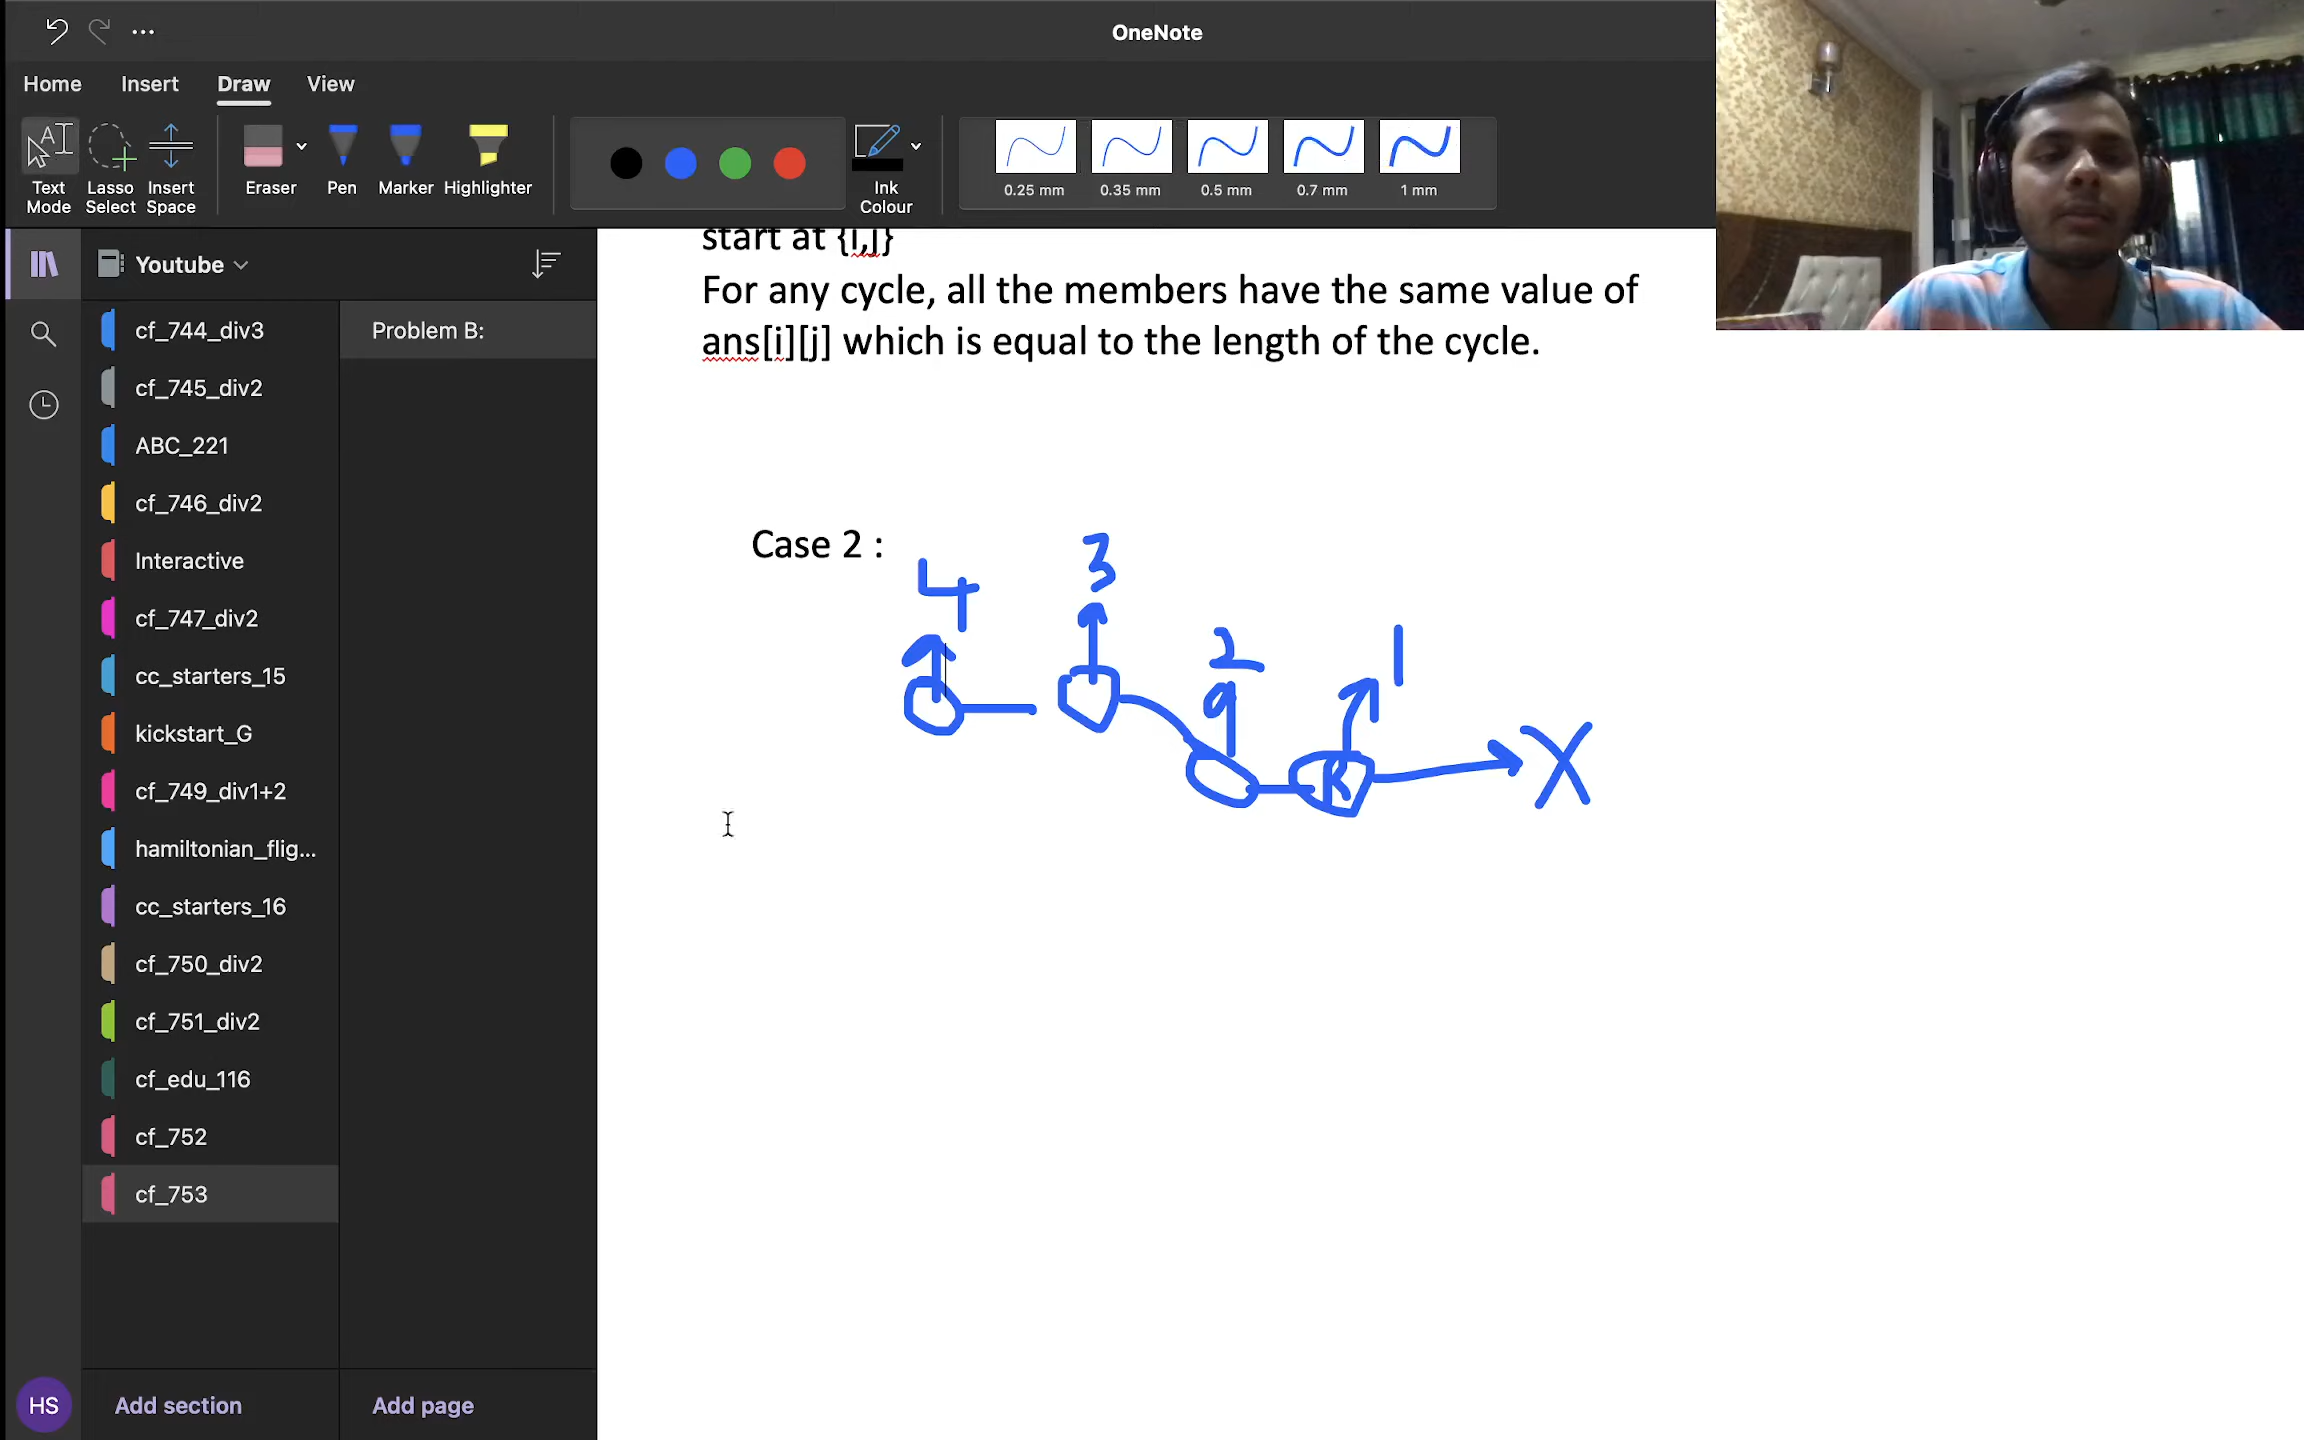 OneNote
Home Insert Draw View
Text Mode
Lasso Select
Insert Space
Eraser
Pen
Marker
Highlighter
Ink Colour
0.25 mm
0.35 mm
0.5 mm
0.7 mm
1 mm
Youtube
cf_744_div3
cf_745_div2
ABC_221
cf_746_div2
Interactive
cf_747_div2
cc_starters_15
kickstart_G
cf_749_div1+2
hamiltonian_flig...
cc_starters_16
cf_750_div2
cf_751_div2
cf_edu_116
cf_752
cf_753
HS
Add section
Problem B:
Add page
start at {i,j}
For any cycle, all the members have the same value of
ans[i][j] which is equal to the length of the cycle.
Case 2 :
4 3 2 1
R X